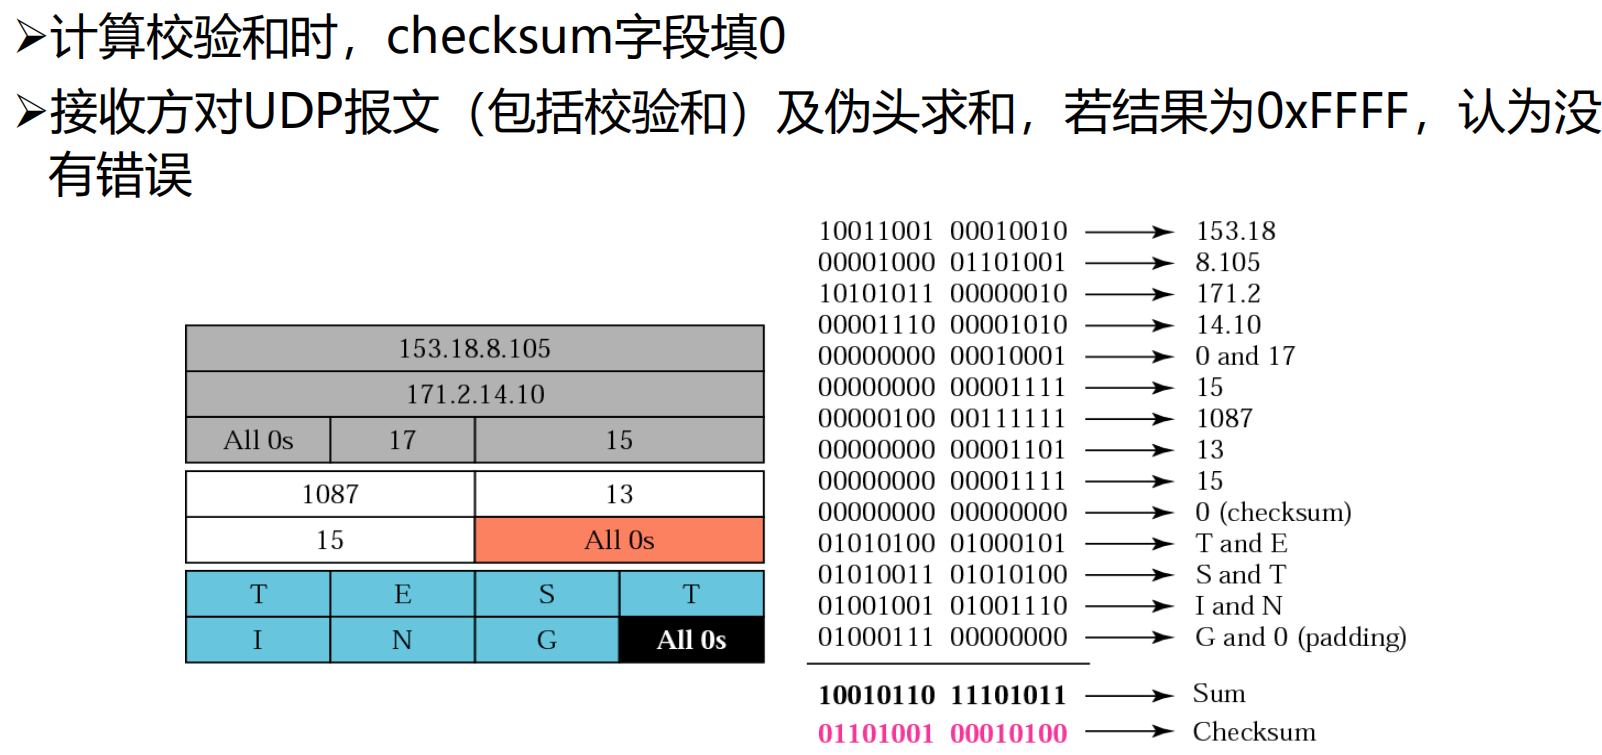 ➢计算校验和时，checksum字段填0
➢接收方对UDP报文（包括校验和）及伪头求和，若结果为0xFFFF，认为没
有错误
153.18.8.105
171.2.14.10
All 0s 17 15
1087 13
15 All 0s
T E S T
I N G All 0s
10011001 00010010 153.18
00001000 01101001 8.105
10101011 00000010 171.2
00001110 00001010 14.10
00000000 00010001 0 and 17
00000000 00001111 15
00000100 00111111 1087
00000000 00001101 13
00000000 00001111 15
00000000 00000000 0 (checksum)
01010100 01000101 T and E
01010011 01010100 S and T
01001001 01001110 I and N
01000111 00000000 G and 0 (padding)
10010110 11101011 Sum
01101001 00010100 Checksum